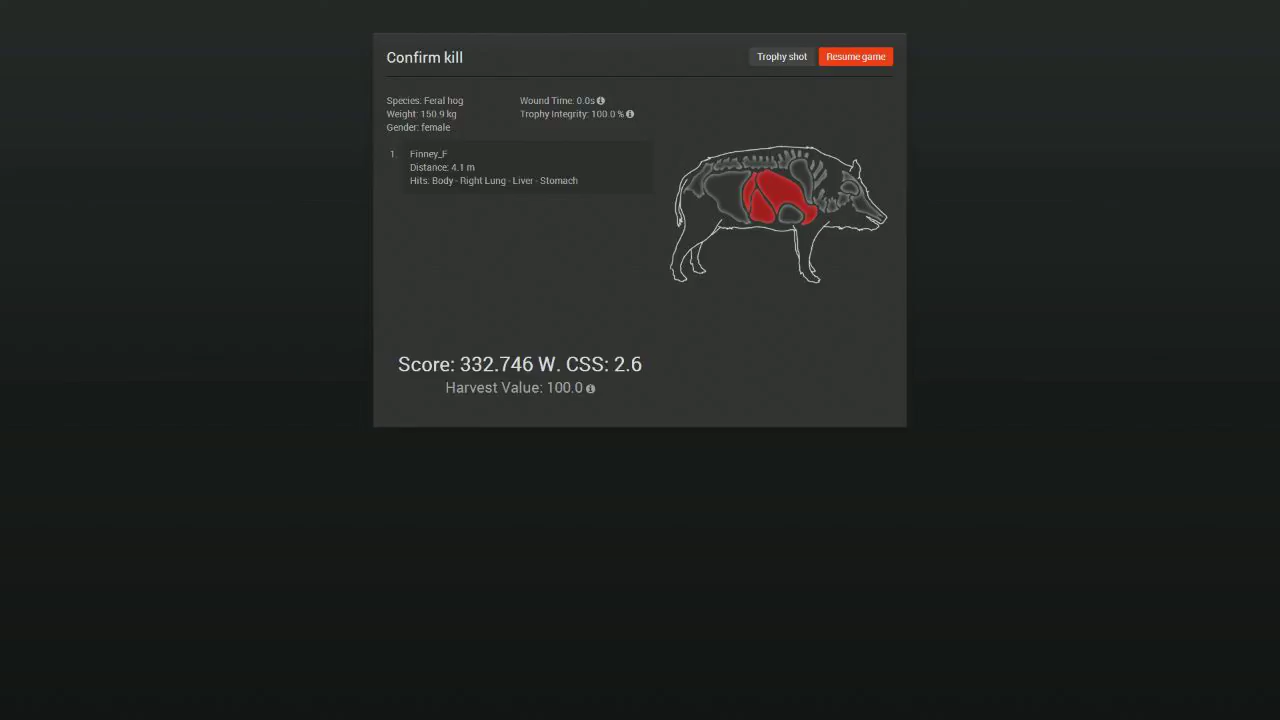 Confirm kill
Trophy shot
Resume game
Species: Feral hog
Weight: 150.9 kg
Gender: female
Wound Time: 0.0s
Trophy Integrity: 100.0 %
1. Finney_F
Distance: 4.1 m
Hits: Body - Right Lung - Liver - Stomach
Score: 332.746 W. CSS: 2.6
Harvest Value: 100.0